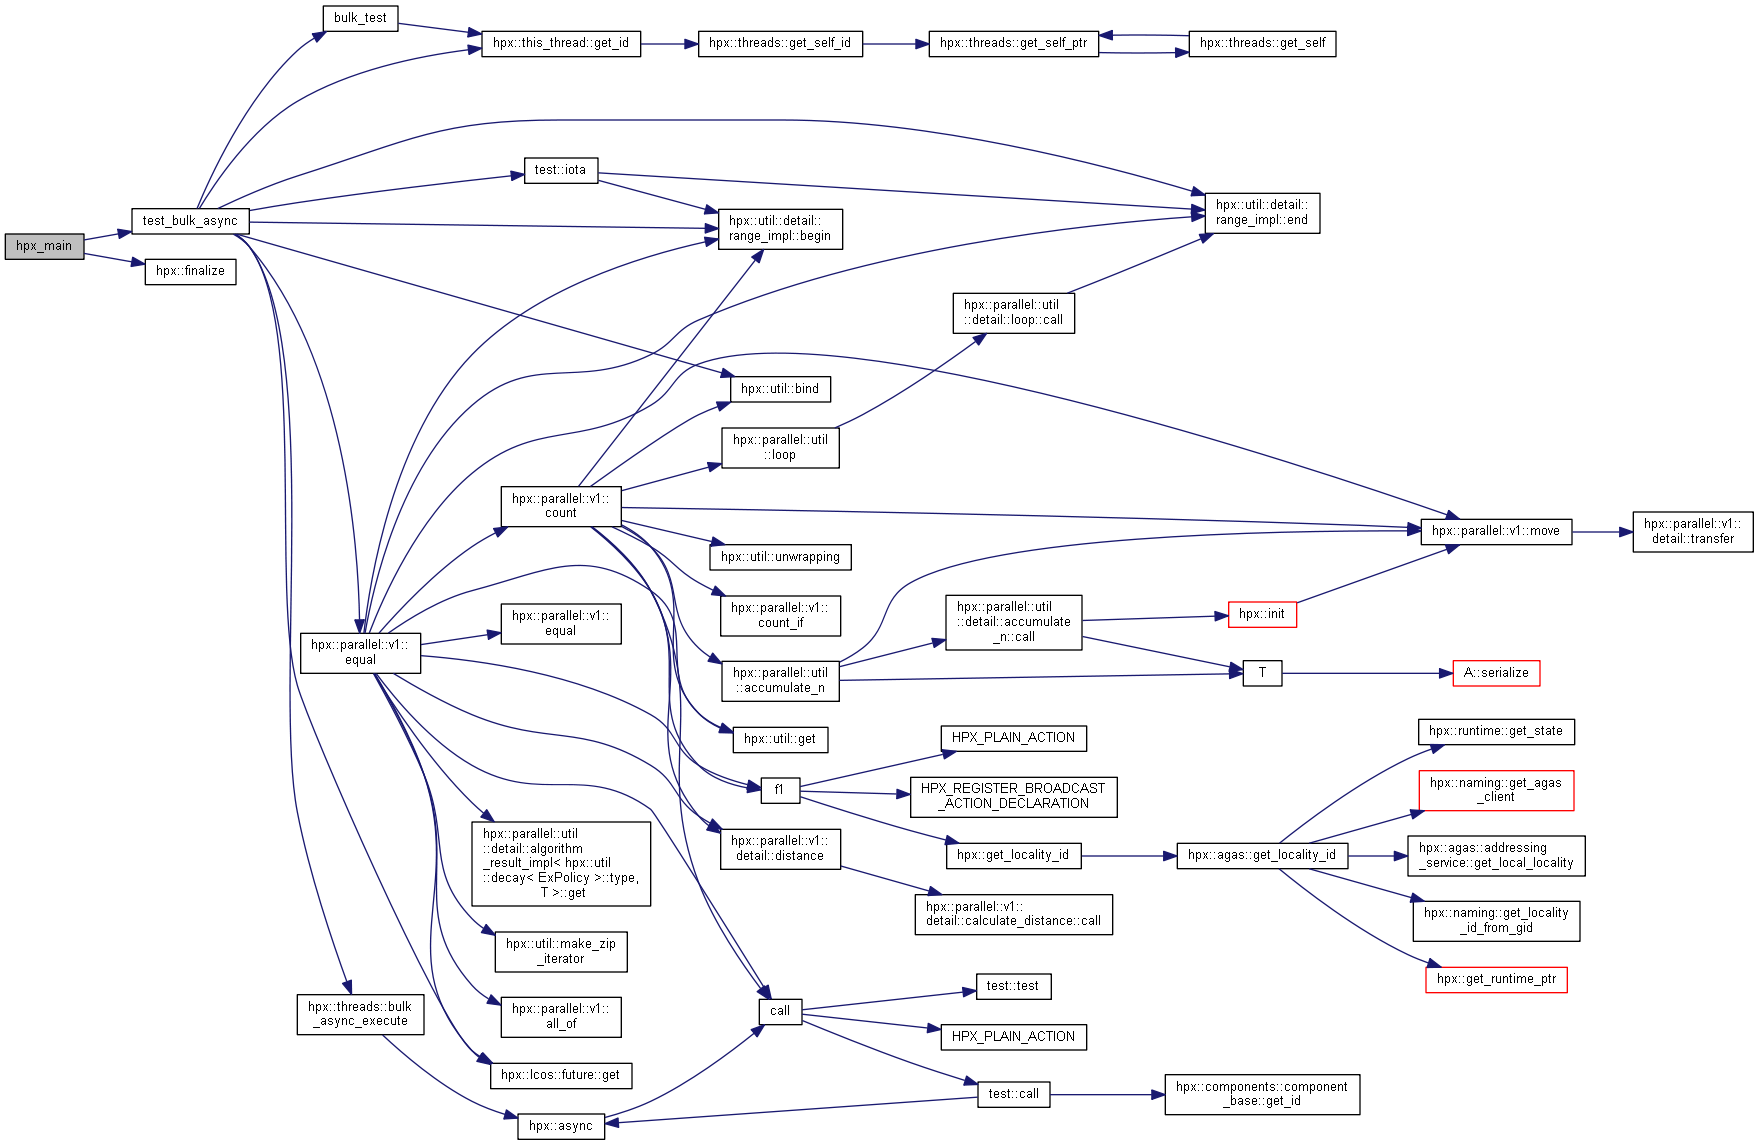 bulk_test
hpx::this_thread::get_id
hpx::threads::get_self_id
hpx::threads::get_self_ptr
hpx::threads::get_self
test::iota
hpx::util::detail::
range_impl::end
test_bulk_async
hpx::util::detail::
range_impl::begin
hpx_main
hpx::finalize
hpx::parallel::util
::detail::loop::call
hpx::util::bind
hpx::parallel::util
::loop
hpx::parallel::v1::
count
hpx::parallel::v1::move
hpx::parallel::v1::
detail::transfer
hpx::util::unwrapping
hpx::parallel::v1::
count_if
hpx::parallel::util
::detail::accumulate
_n::call
hpx::init
hpx::parallel::v1::
equal
hpx::parallel::v1::
equal
hpx::parallel::util
::accumulate_n
T
A::serialize
hpx::util::get
HPX_PLAIN_ACTION
hpx::runtime::get_state
f1
HPX_REGISTER_BROADCAST
_ACTION_DECLARATION
hpx::naming::get_agas
_client
hpx::parallel::util
::detail::algorithm
_result_impl< hpx::util
::decay< ExPolicy >::type,
T >::get
hpx::parallel::v1::
detail::distance
hpx::get_locality_id
hpx::agas::get_locality_id
hpx::agas::addressing
_service::get_local_locality
hpx::parallel::v1::
detail::calculate_distance::call
hpx::naming::get_locality
_id_from_gid
hpx::util::make_zip
_iterator
hpx::get_runtime_ptr
hpx::threads::bulk
_async_execute
hpx::parallel::v1::
all_of
call
test::test
HPX_PLAIN_ACTION
hpx::lcos::future::get
test::call
hpx::components::component
_base::get_id
hpx::async